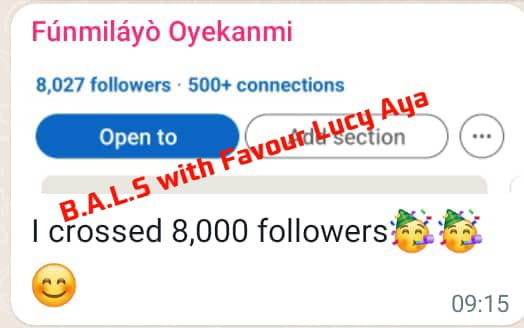 Fúnmiláyò Oyekanmi
8,027 followers · 500+ connections
Open to
Add section
B.A.L.S with Favour Lucy Aya
I crossed 8,000 followers🥳🥳
😊
09:15